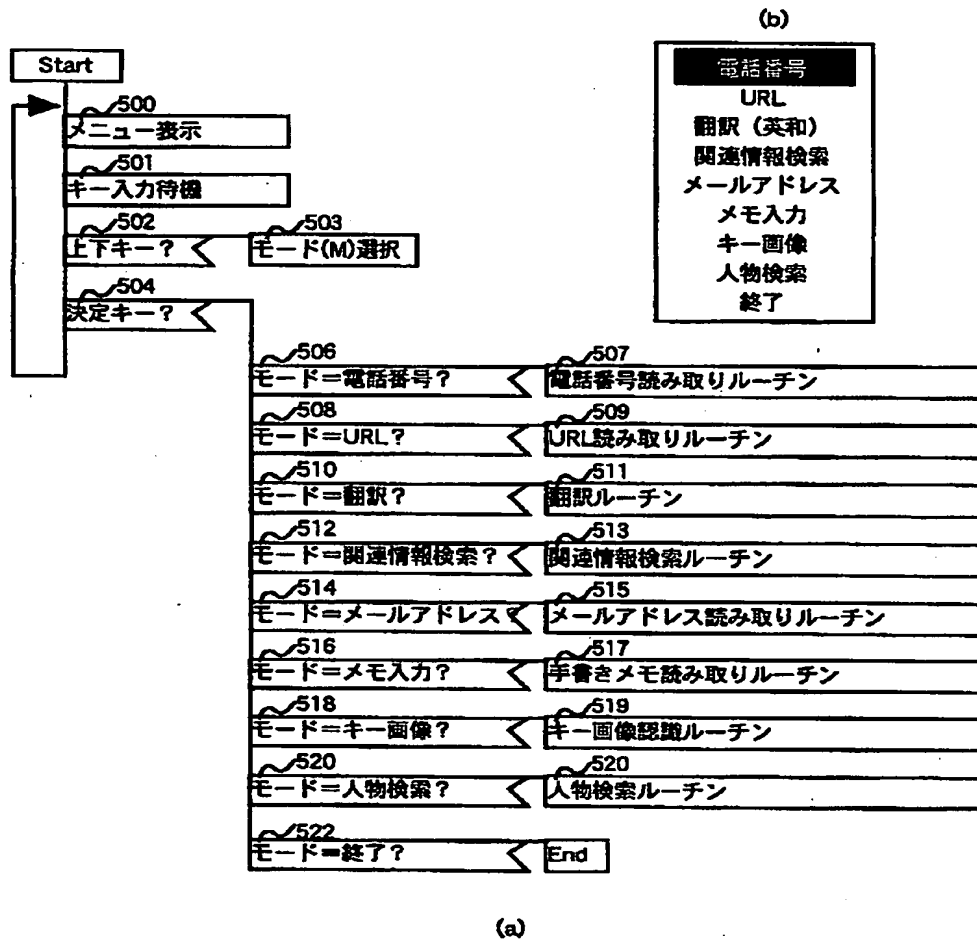 (b)
Start
電話番号
URL
翻訳（英和）
関連情報検索
メールアドレス
メモ入力
キー画像
人物検索
終了
500
メニュー表示
501
キー入力待機
502
上下キー？
503
モード(M)選択
504
決定キー？
506
モード＝電話番号？
507
電話番号読み取りルーチン
508
モード＝URL？
509
URL読み取りルーチン
510
モード＝翻訳？
511
翻訳ルーチン
512
モード＝関連情報検索？
513
関連情報検索ルーチン
514
モード＝メールアドレス？
515
メールアドレス読み取りルーチン
516
モード＝メモ入力？
517
手書きメモ読み取りルーチン
518
モード＝キー画像？
519
キー画像認識ルーチン
520
モード＝人物検索？
520
人物検索ルーチン
522
モード＝終了？
End
(a)